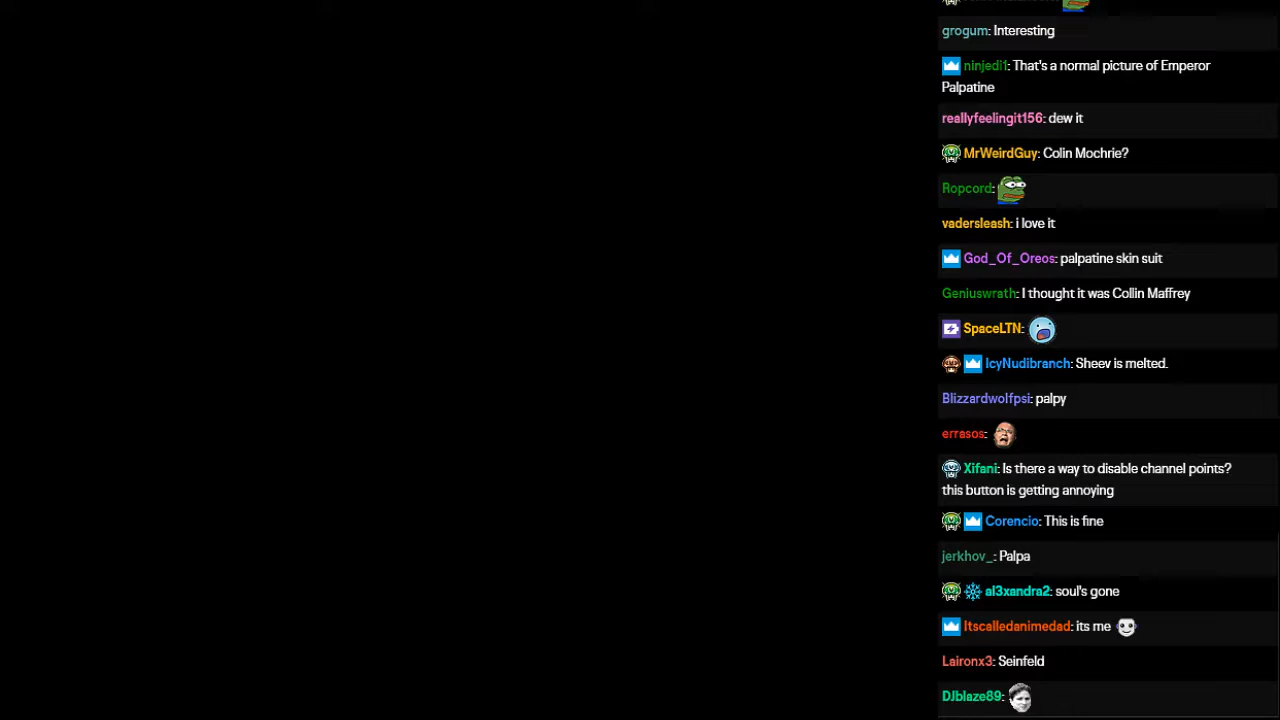 grogum: Interesting
ninjedi1: That's a normal picture of Emperor
Palpatine
reallyfeelingit156: dew it
MrWeirdGuy: Colin Mochrie?
Ropcord:
vadersleash: i love it
God_Of_Oreos: palpatine skin suit
Geniuswrath: I thought it was Collin Maffrey
SpaceLTN:
IcyNudibranch: Sheev is melted.
Blizzardwolfpsi: palpy
errasos:
Xifani: Is there a way to disable channel points?
this button is getting annoying
Corencio: This is fine
jerkhov_: Palpa
al3xandra2: soul's gone
Itscalledanimedad: its me
Laironx3: Seinfeld
DJblaze89: